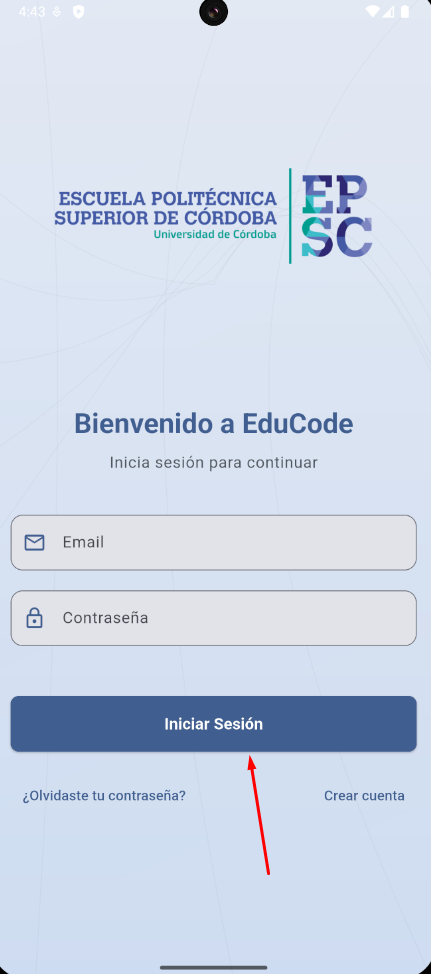 4:43
ESCUELA POLITÉCNICA
SUPERIOR DE CÓRDOBA
Universidad de Córdoba
EP
SC
Bienvenido a EduCode
Inicia sesión para continuar
Email
Contraseña
Iniciar Sesión
¿Olvidaste tu contraseña?
Crear cuenta